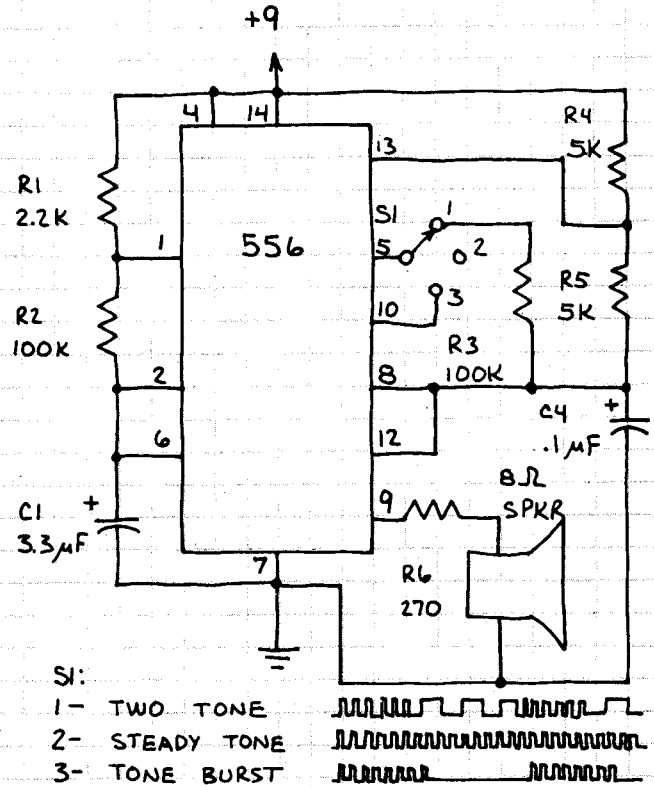 +9
4 14
R4
5K
13
R1
2.2K
S1
1
1
556
5
2
R5
5K
3
10
R2
100K
R3
100K
2
8
C4 +
.1µF
6
12
8Ω
SPKR
C1 +
3.3µF
9
7
R6
270
S1:
1- TWO TONE
2- STEADY TONE
3- TONE BURST